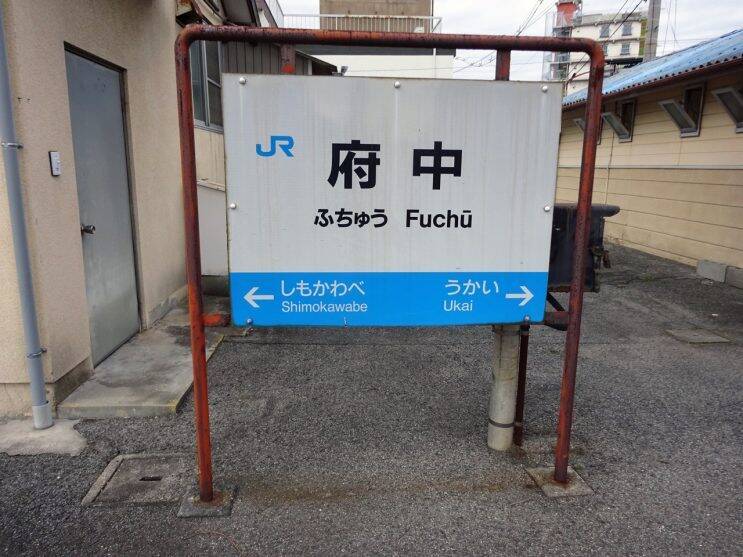 JR
府中
ふちゅう Fuchū
← しもかわべ うかい →
Shimokawabe Ukai